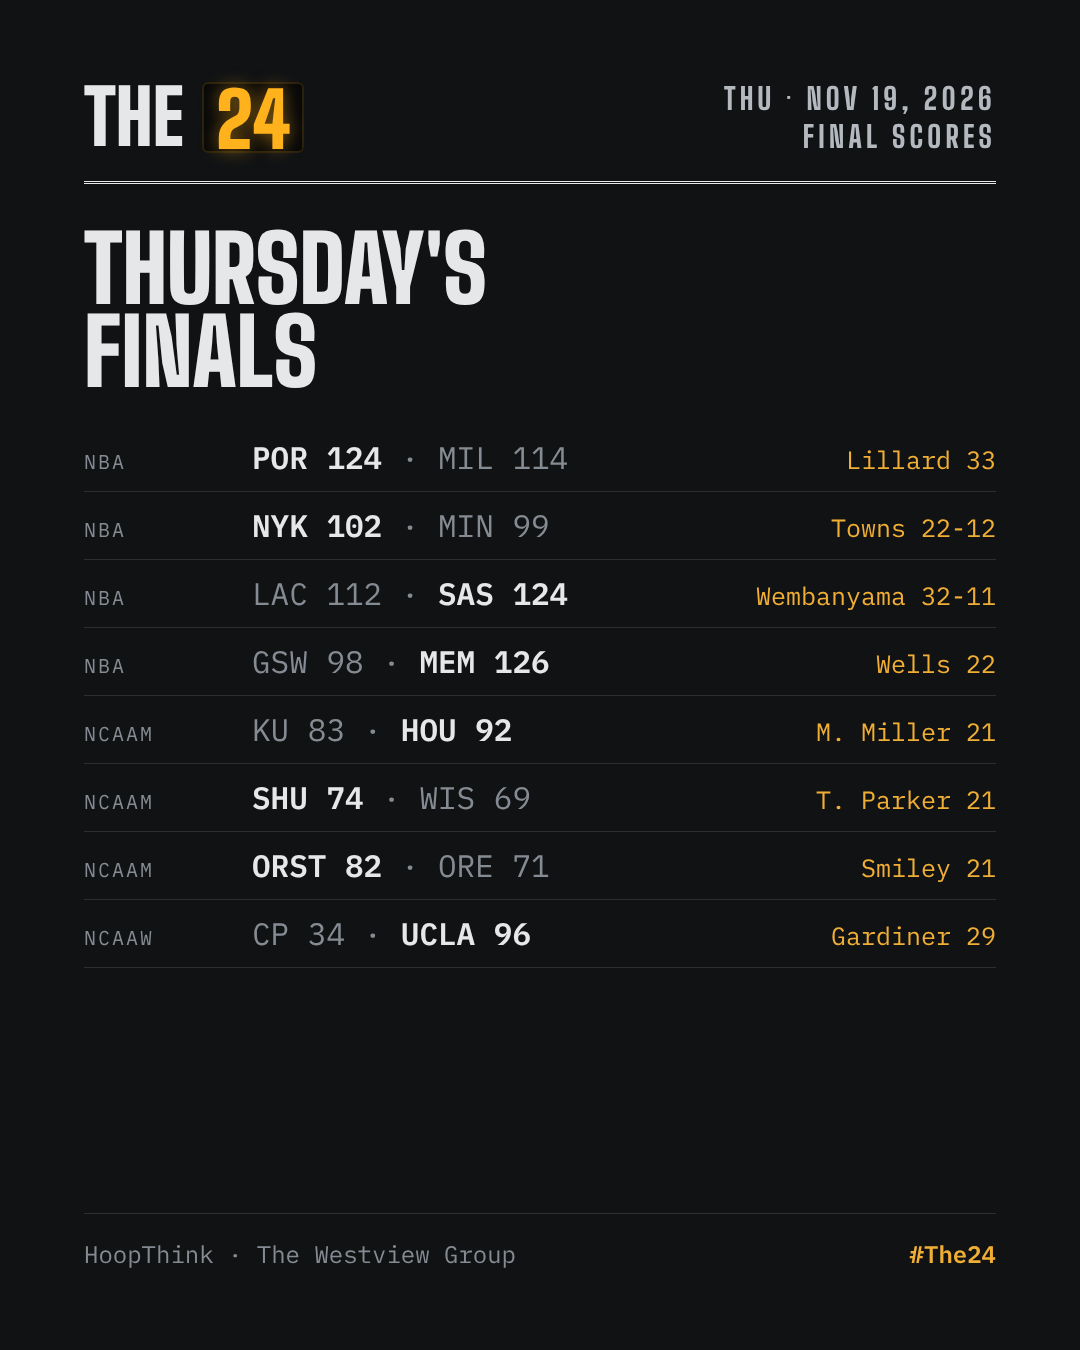 THE 24
THU · NOV 19, 2026
FINAL SCORES
THURSDAY'S
FINALS
NBA POR 124 · MIL 114 Lillard 33
NBA NYK 102 · MIN 99 Towns 22-12
NBA LAC 112 · SAS 124 Wembanyama 32-11
NBA GSW 98 · MEM 126 Wells 22
NCAAM KU 83 · HOU 92 M. Miller 21
NCAAM SHU 74 · WIS 69 T. Parker 21
NCAAM ORST 82 · ORE 71 Smiley 21
NCAAW CP 34 · UCLA 96 Gardiner 29
HoopThink · The Westview Group #The24